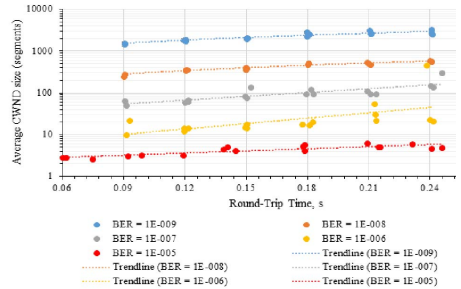 10000
1000
100
10
1
0.06 0.09 0.12 0.15 0.18 0.21 0.24
Average CWND size (segments)
Round-Trip Time, s
BER = 1E-009 BER = 1E-008
BER = 1E-007 BER = 1E-006
BER = 1E-005 Trendline (BER = 1E-009)
Trendline (BER = 1E-008) Trendline (BER = 1E-007)
Trendline (BER = 1E-006) Trendline (BER = 1E-005)